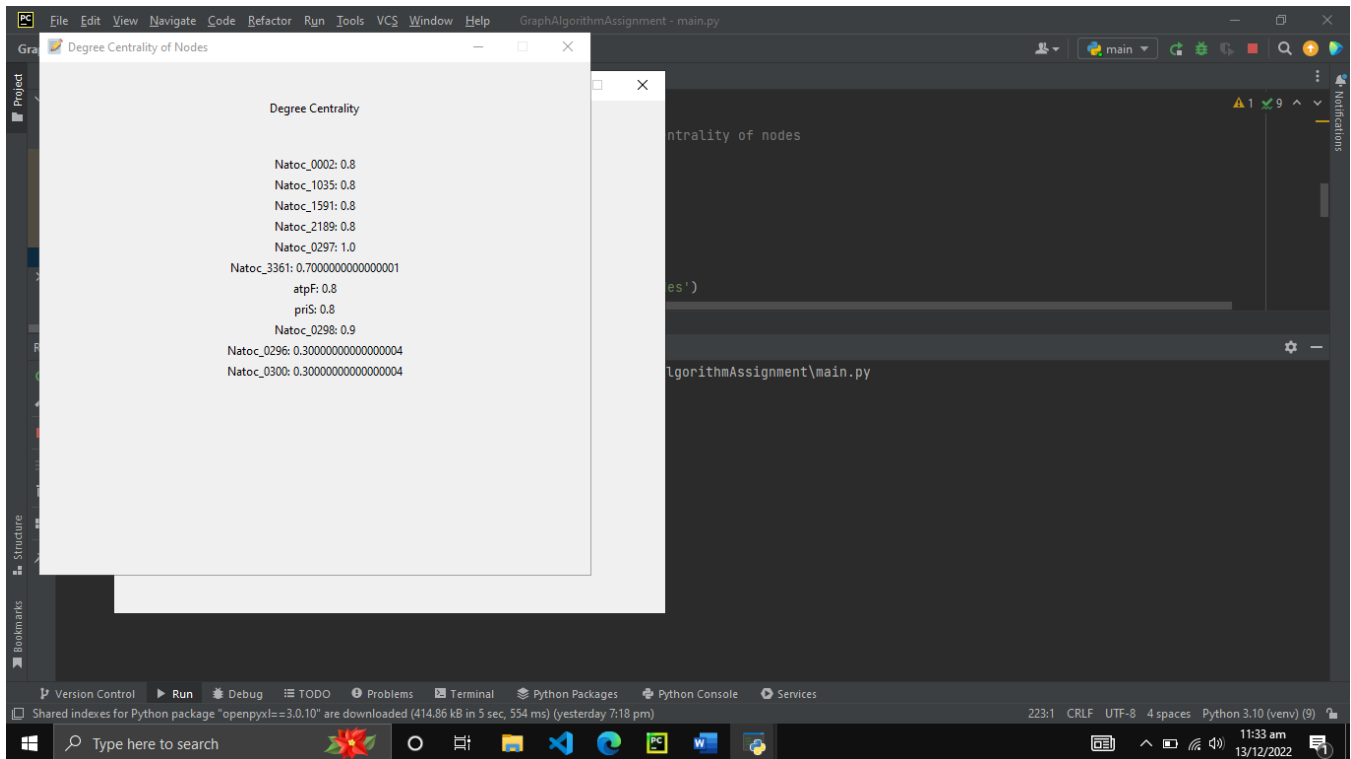 PC File Edit View Navigate Code Refactor Run Tools VCS Window Help GraphAlgorithmAssignment - main.py
Gra
Degree Centrality of Nodes
main
Project
Notifications
1 9
Degree Centrality
ntrality of nodes
Natoc_0002: 0.8
Natoc_1035: 0.8
Natoc_1591: 0.8
Natoc_2189: 0.8
Natoc_0297: 1.0
Natoc_3361: 0.7000000000000001
atpF: 0.8
es')
priS: 0.8
Natoc_0298: 0.9
Natoc_0296: 0.30000000000000004
Natoc_0300: 0.30000000000000004
lgorithmAssignment\main.py
Structure
Bookmarks
Version Control Run Debug TODO Problems Terminal Python Packages Python Console Services
Shared indexes for Python package "openpyxl==3.0.10" are downloaded (414.86 kB in 5 sec, 554 ms) (yesterday 7:18 pm) 223:1 CRLF UTF-8 4 spaces Python 3.10 (venv) (9)
Type here to search
11:33 am
13/12/2022
1